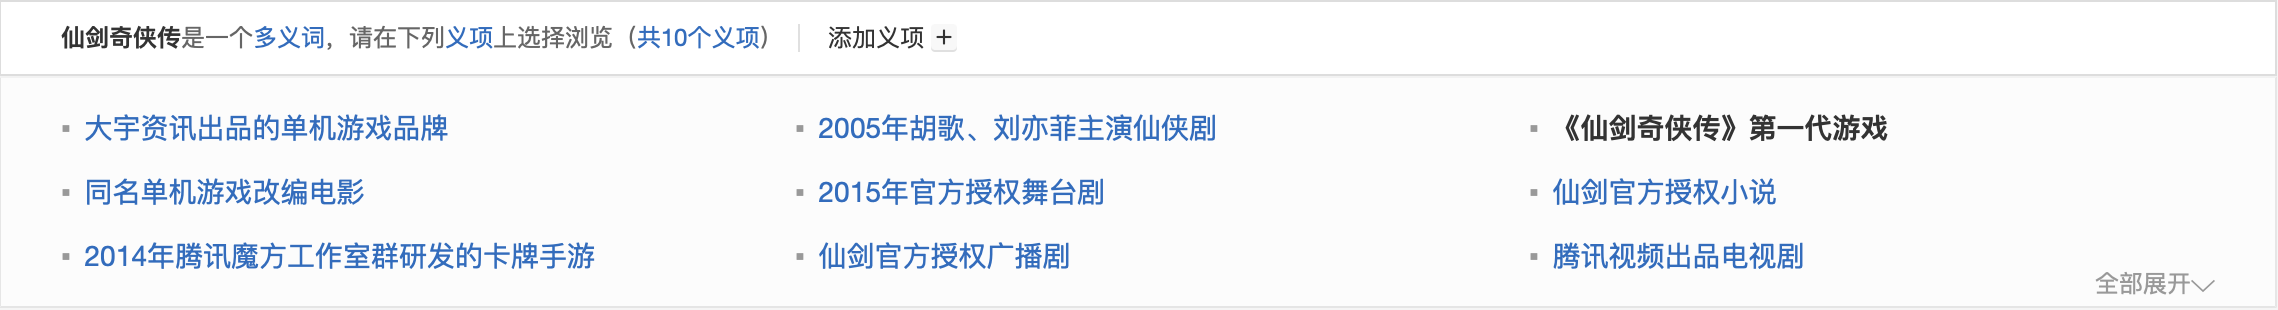 仙剑奇侠传是一个多义词，请在下列义项上选择浏览（共10个义项） 添加义项 +
▪ 大宇资讯出品的单机游戏品牌 ▪ 2005年胡歌、刘亦菲主演仙侠剧 ▪ 《仙剑奇侠传》第一代游戏
▪ 同名单机游戏改编电影 ▪ 2015年官方授权舞台剧 ▪ 仙剑官方授权小说
▪ 2014年腾讯魔方工作室群研发的卡牌手游 ▪ 仙剑官方授权广播剧 ▪ 腾讯视频出品电视剧
全部展开